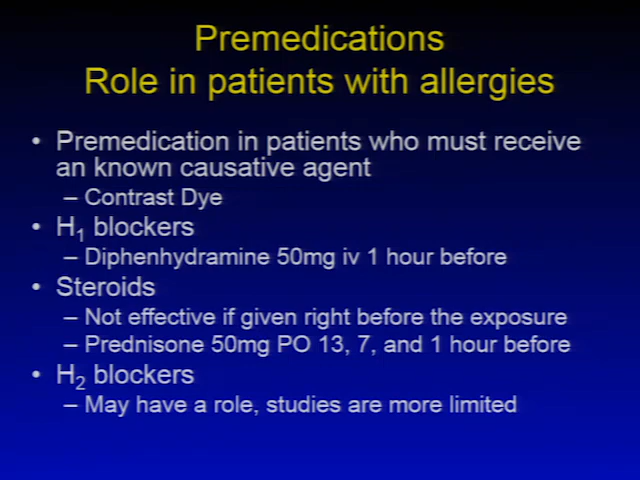 Premedications
Role in patients with allergies
• Premedication in patients who must receive
an known causative agent
– Contrast Dye
• H₁ blockers
– Diphenhydramine 50mg iv 1 hour before
• Steroids
– Not effective if given right before the exposure
– Prednisone 50mg PO 13, 7, and 1 hour before
• H₂ blockers
– May have a role, studies are more limited